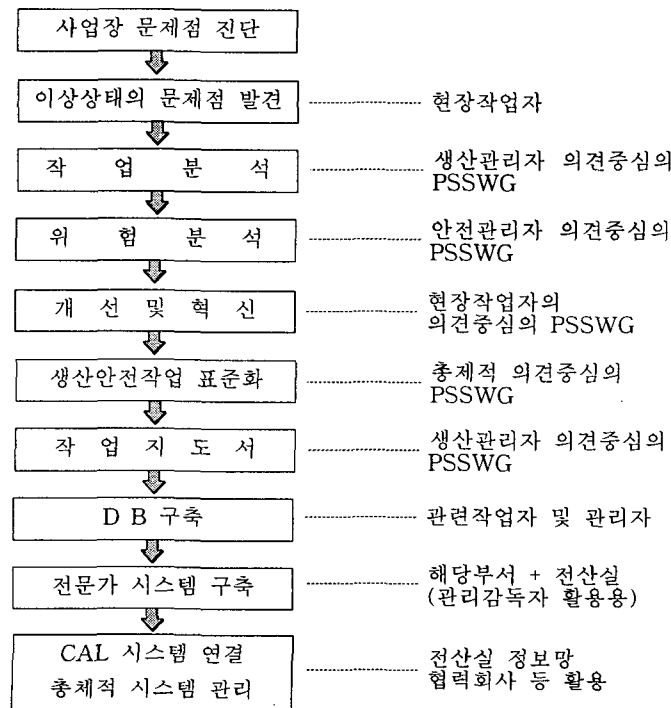 사업장 문제점 진단
이상상태의 문제점 발견
현장작업자
작 업 분 석
생산관리자 의견중심의
PSSWG
위 험 분 석
안전관리자 의견중심의
PSSWG
개 선 및 혁 신
현장작업자의
의견중심의 PSSWG
생산안전작업 표준화
총체적 의견중심의
PSSWG
작 업 지 도 서
생산관리자 의견중심의
PSSWG
D B 구축
관련작업자 및 관리자
전문가 시스템 구축
해당부서 + 전산실
(관리감독자 활용용)
CAL 시스템 연결
총체적 시스템 관리
전산실 정보망
협력회사 등 활용